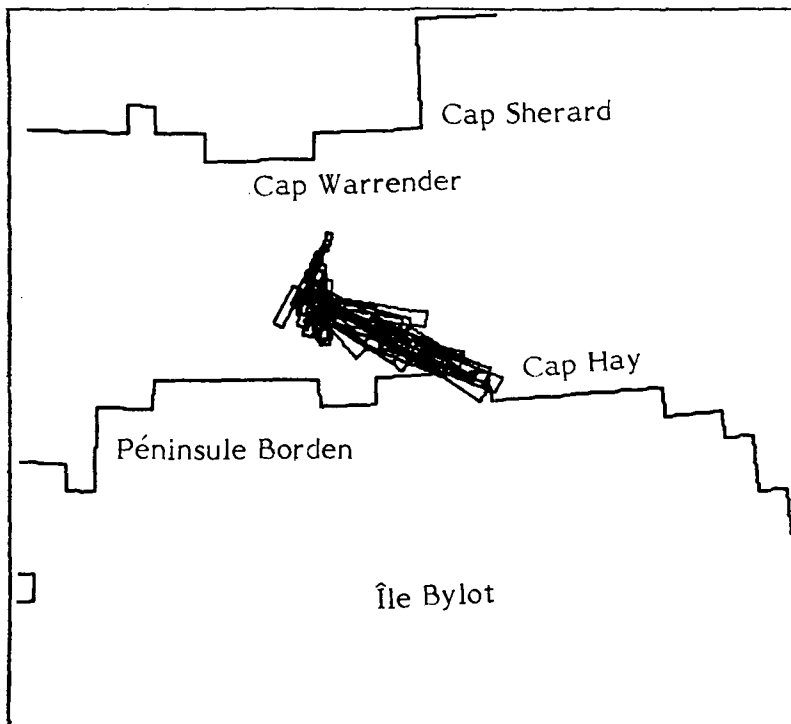 Cap Sherard
Cap Warrender
Cap Hay
Péninsule Borden
Île Bylot